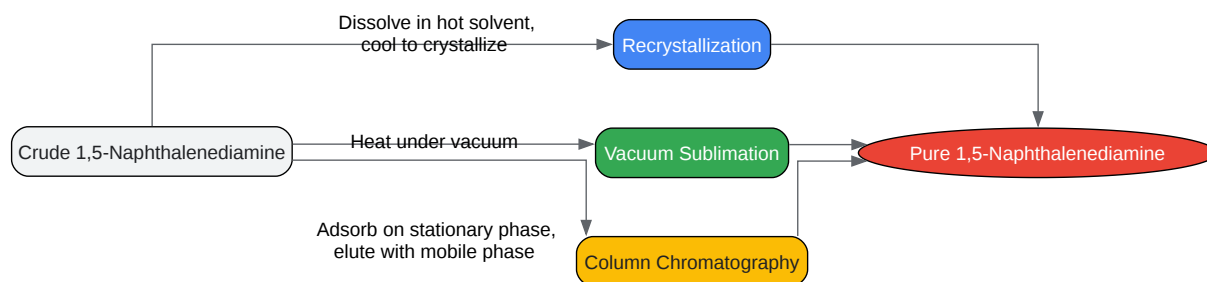 Dissolve in hot solvent,
cool to crystallize
Recrystallization
Crude 1,5-Naphthalenediamine
Heat under vacuum
Vacuum Sublimation
Pure 1,5-Naphthalenediamine
Adsorb on stationary phase,
elute with mobile phase
Column Chromatography